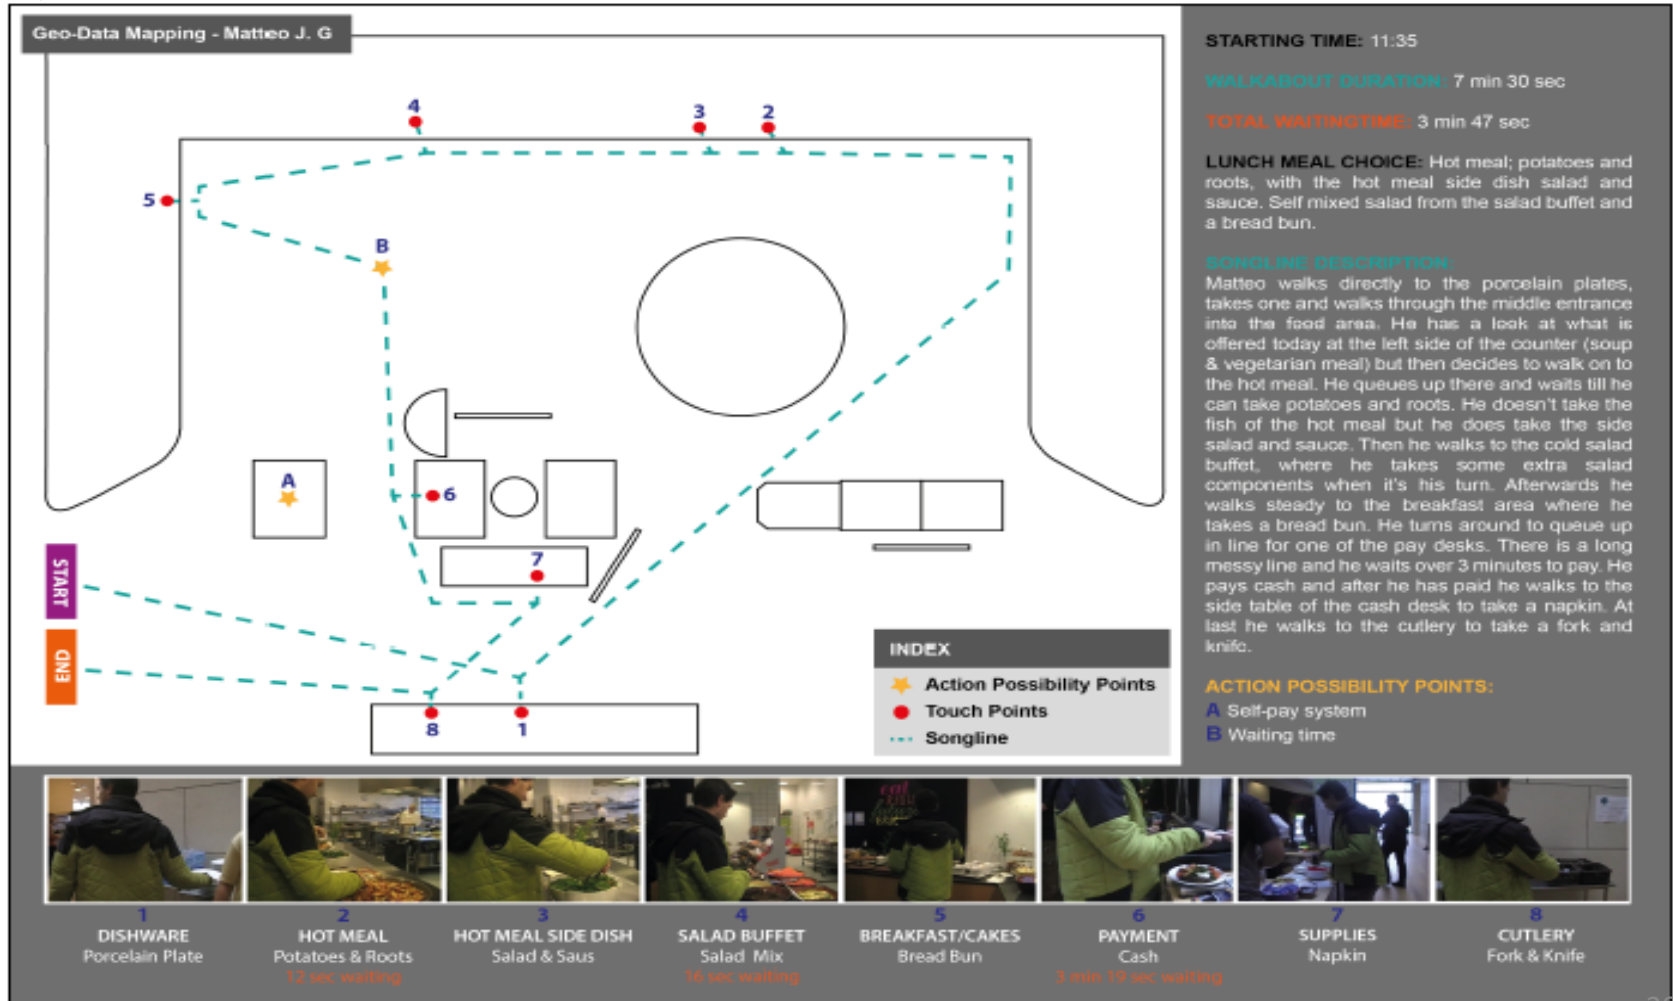 Geo-Data Mapping - Matteo J. G
STARTING TIME: 11:35
WALKABOUT DURATION: 7 min 30 sec
TOTAL WAITINGTIME: 3 min 47 sec
LUNCH MEAL CHOICE: Hot meal; potatoes and
roots, with the hot meal side dish salad and
sauce. Self mixed salad from the salad buffet and
a bread bun.
SONGLINE DESCRIPTION:
Matteo walks directly to the porcelain plates,
takes one and walks through the middle entrance
into the food area. He has a look at what is
offered today at the left side of the counter (soup
& vegetarian meal) but then decides to walk on to
the hot meal. He queues up there and waits till he
can take potatoes and roots. He doesn't take the
fish of the hot meal but he does take the side
salad and sauce. Then he walks to the cold salad
buffet, where he takes some extra salad
components when it's his turn. Afterwards he
walks steady to the breakfast area where he
takes a bread bun. He turns around to queue up
in line for one of the pay desks. There is a long
messy line and he waits over 3 minutes to pay. He
pays cash and after he has paid he walks to the
side table of the cash desk to take a napkin. At
last he walks to the cutlery to take a fork and
knife.
ACTION POSSIBILITY POINTS:
A Self-pay system
B Waiting time
4
3
2
5
B
A
6
7
START
END
8
1
INDEX
Action Possibility Points
Touch Points
Songline
1
DISHWARE
Porcelain Plate
2
HOT MEAL
Potatoes & Roots
12 sec waiting
3
HOT MEAL SIDE DISH
Salad & Saus
4
SALAD BUFFET
Salad Mix
16 sec waiting
5
BREAKFAST/CAKES
Bread Bun
6
PAYMENT
Cash
3 min 19 sec waiting
7
SUPPLIES
Napkin
8
CUTLERY
Fork & Knife